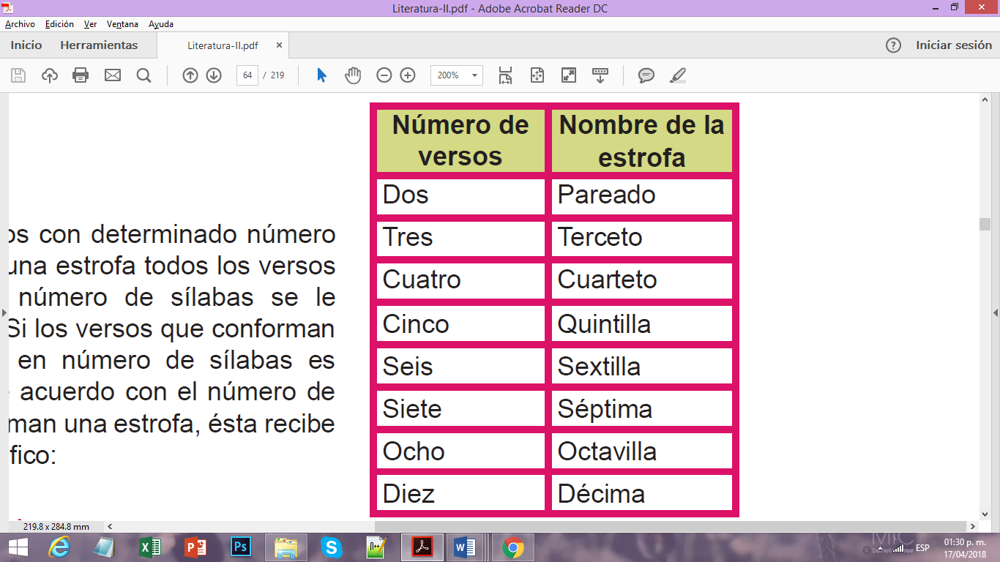 Literatura-II.pdf - Adobe Acrobat Reader DC
Archivo Edición Ver Ventana Ayuda
Inicio Herramientas Literatura-II.pdf Iniciar sesión
64 / 219 200%
con determinado número
una estrofa todos los versos
número de sílabas se le
Si los versos que conforman
en número de sílabas es
acuerdo con el número de
una estrofa, ésta recibe
Número de versos Nombre de la estrofa
Dos Pareado
Tres Terceto
Cuatro Cuarteto
Cinco Quintilla
Seis Sextilla
Siete Séptima
Ocho Octavilla
Diez Décima
219.8 x 284.8 mm
ESP
01:30 p. m.
17/04/2018